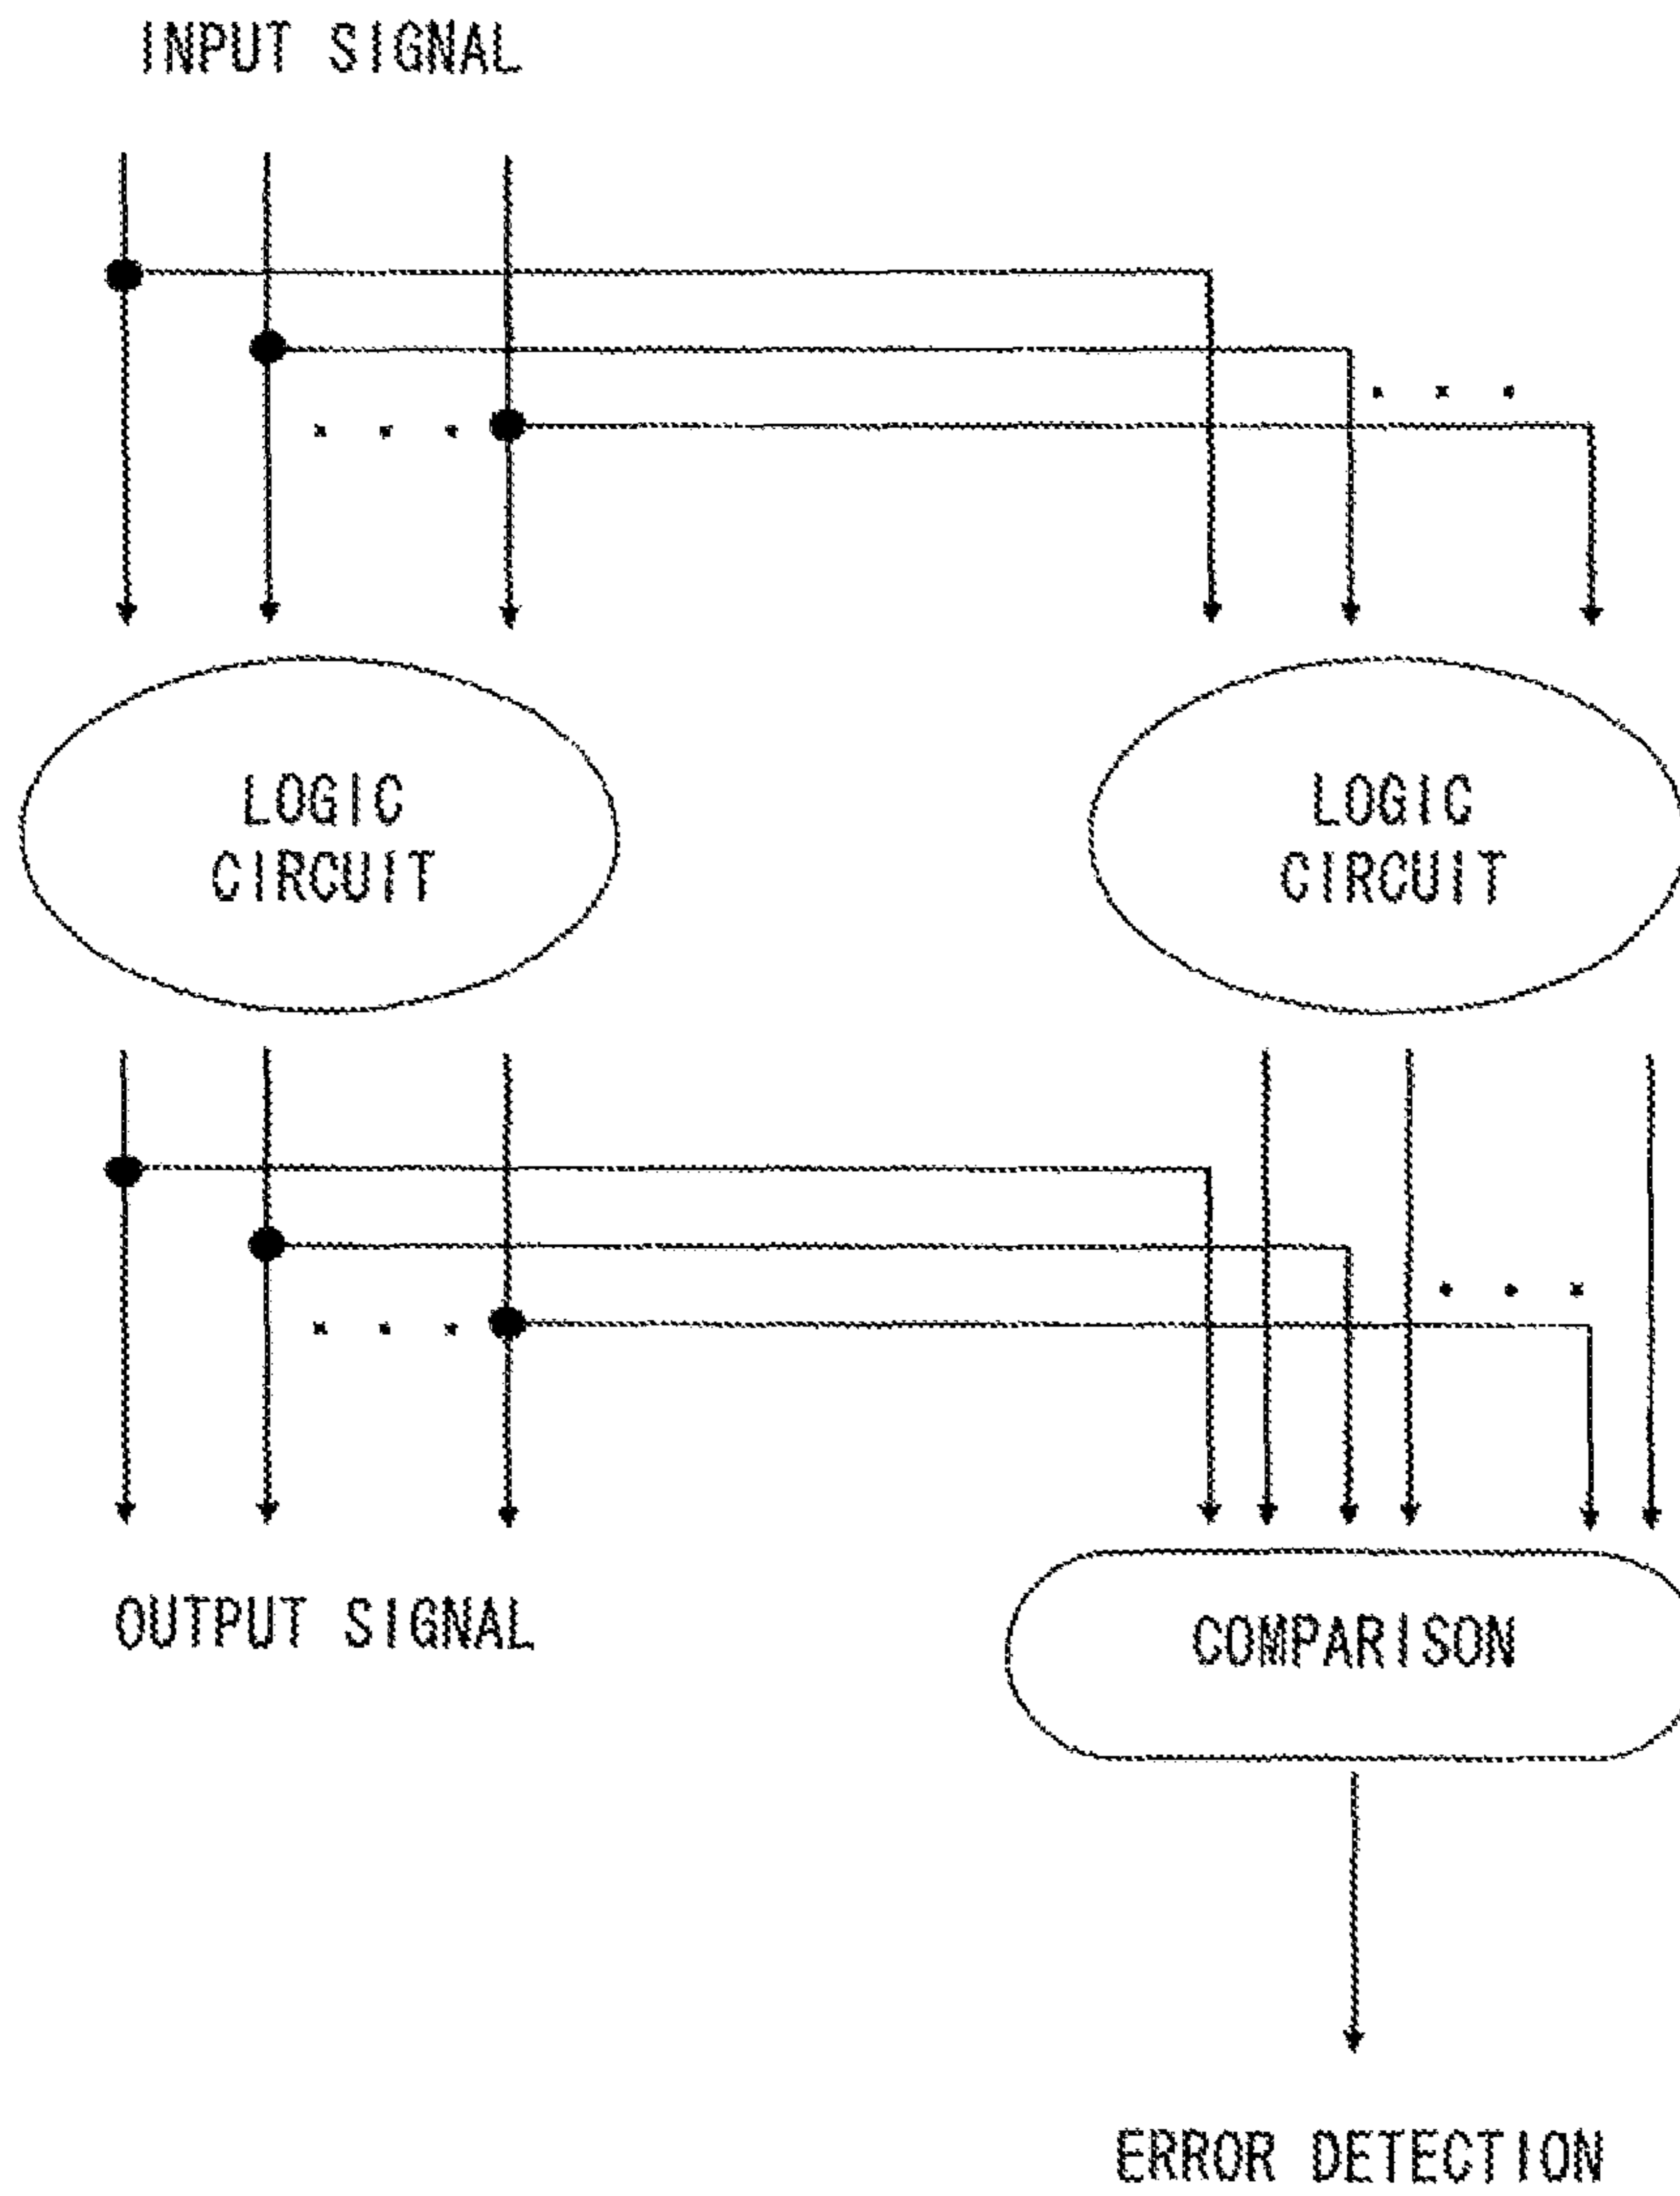 INPUT SIGNAL
LOGIC
CIRCUIT
LOGIC
CIRCUIT
OUTPUT SIGNAL
COMPARISON
ERROR DETECTION